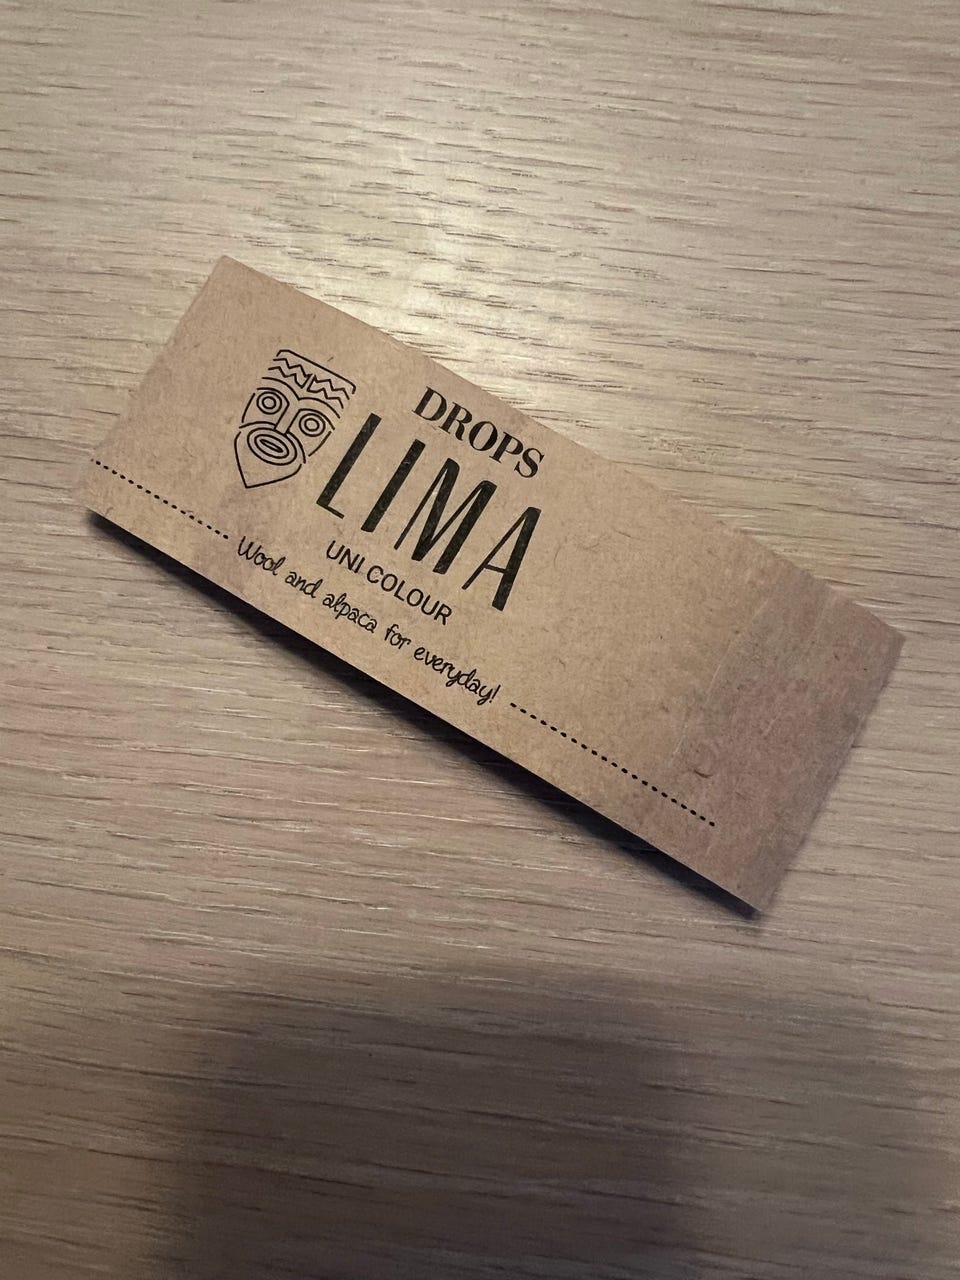 DROPS
LIMA
UNI COLOUR
Wool and alpaca for everyday!